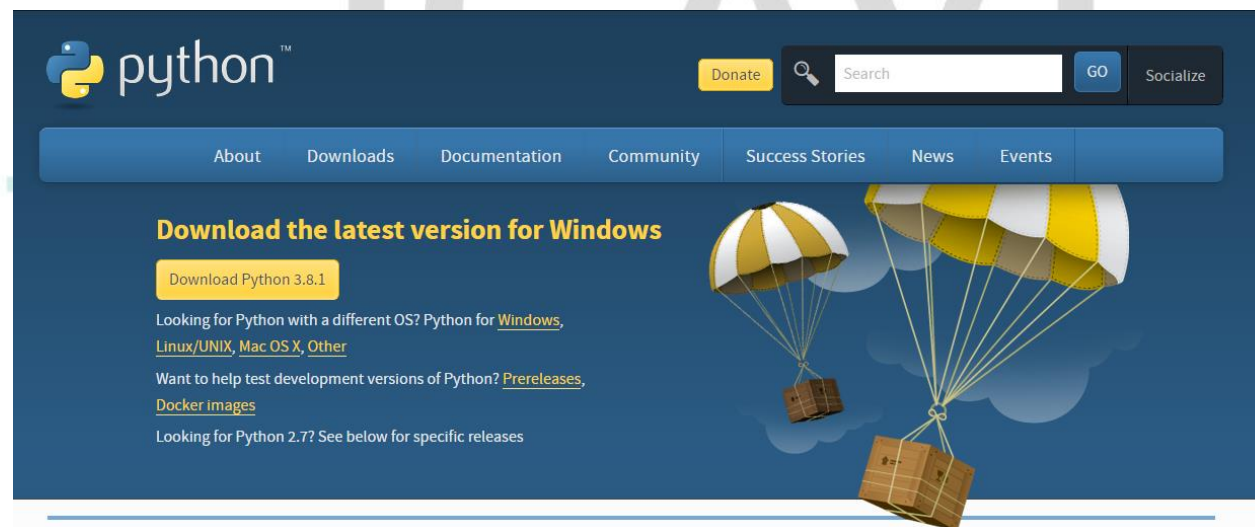 python™
Donate
Search
GO
Socialize
About Downloads Documentation Community Success Stories News Events
Download the latest version for Windows
Download Python 3.8.1
Looking for Python with a different OS? Python for Windows,
Linux/UNIX, Mac OS X, Other
Want to help test development versions of Python? Prereleases,
Docker images
Looking for Python 2.7? See below for specific releases